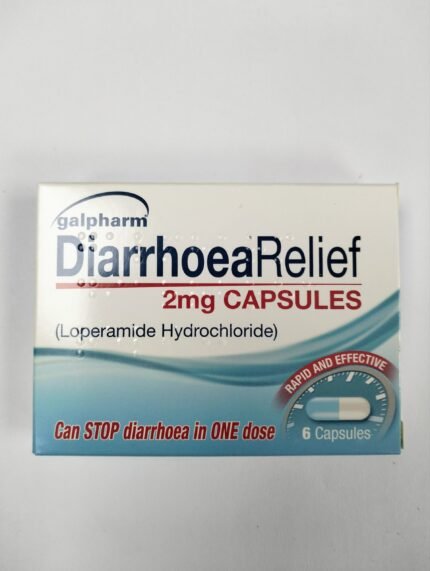 galpharm
DiarrhoeaRelief
2mg CAPSULES
(Loperamide Hydrochloride)
RAPID AND EFFECTIVE
Can STOP diarrhoea in ONE dose
6 Capsules